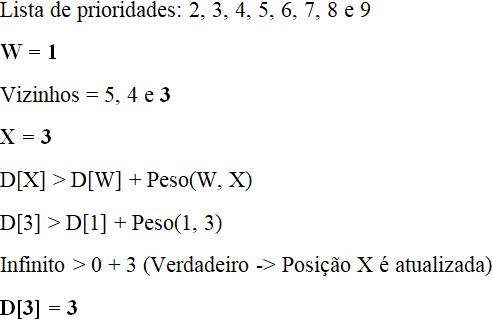 Lista de prioridades: 2, 3, 4, 5, 6, 7, 8 e 9
W = 1
Vizinhos = 5, 4 e 3
X = 3
D[X] > D[W] + Peso(W, X)
D[3] > D[1] + Peso(1, 3)
Infinito > 0 + 3 (Verdadeiro -> Posição X é atualizada)
D[3] = 3